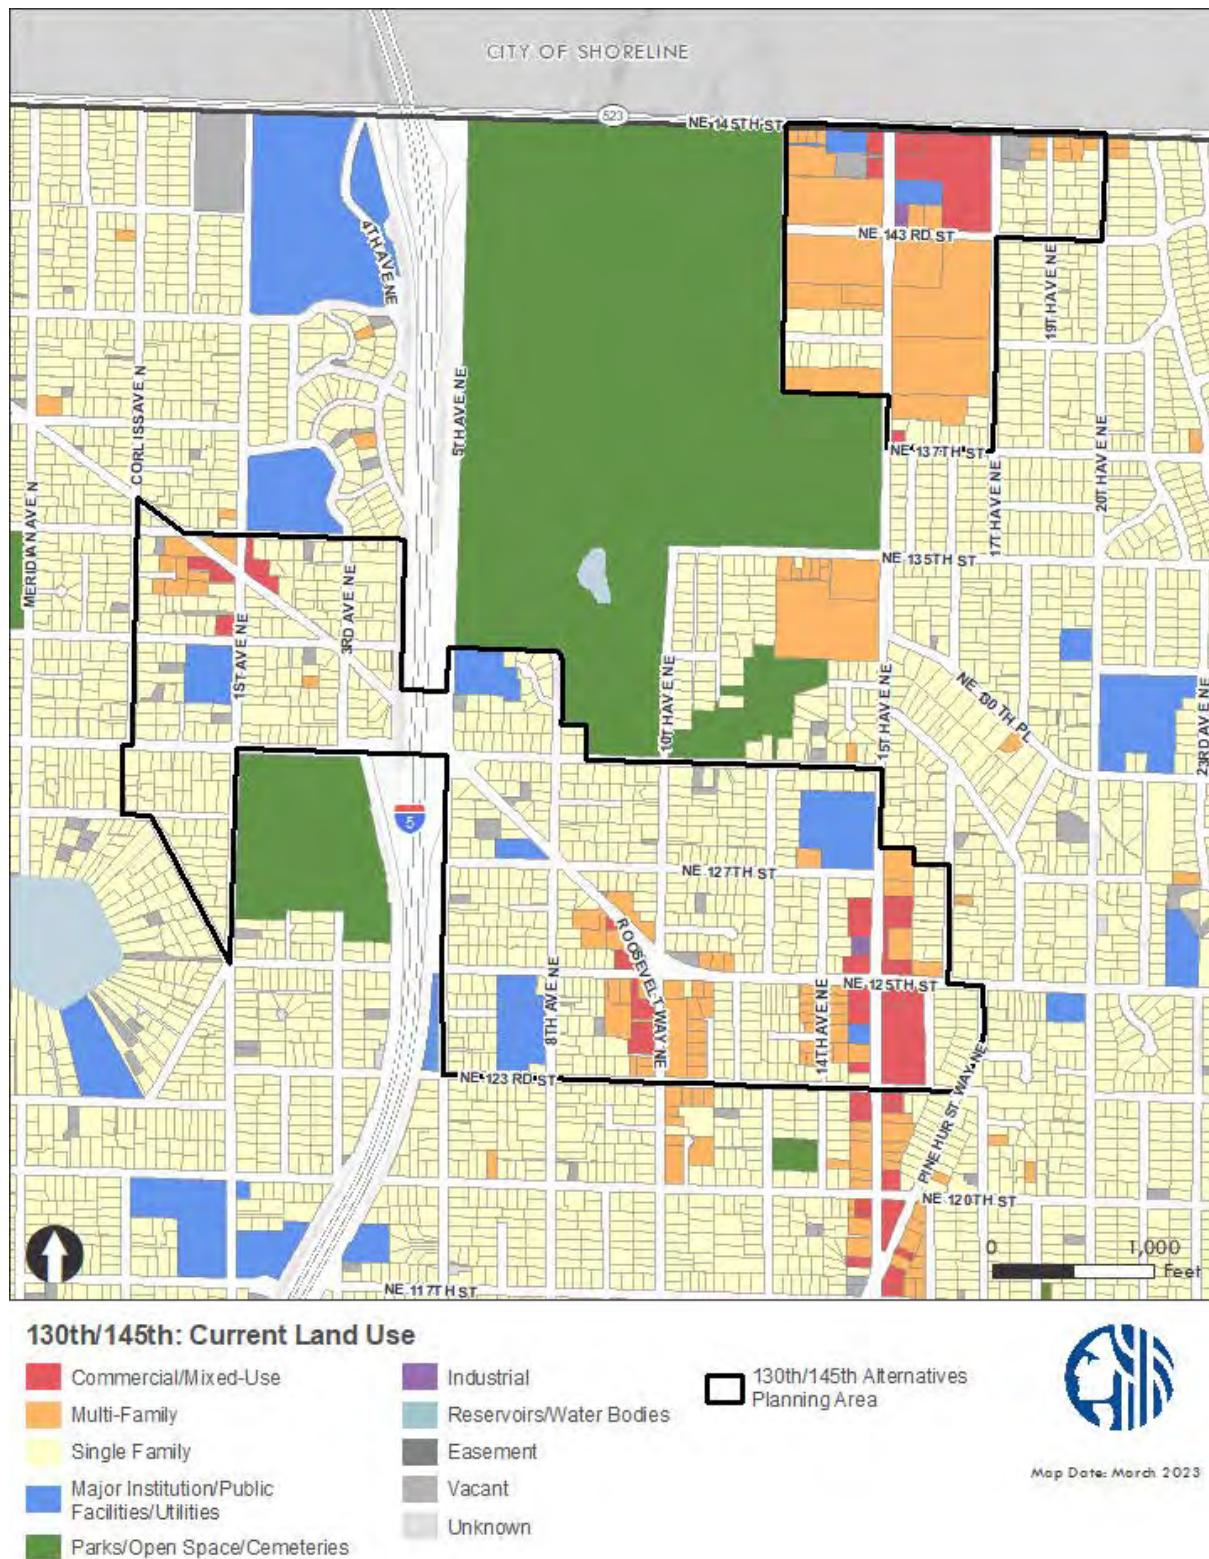 CITY OF SHORELINE
523
NE 145TH ST
4TH AVE NE
NE 143RD ST
19TH AVE NE
5TH AVE NE
CORLISS AVE N
MERIDIAN AVE N
NE 137TH ST
20TH AVE NE
17TH AVE NE
NE 135TH ST
3RD AVE NE
1ST AVE NE
10TH AVE NE
15TH AVE NE
NE 130TH PL
23RD AVE NE
5
NE 127TH ST
ROOSEVELT WAY NE
8TH AVE NE
NE 125TH ST
14TH AVE NE
NE 123RD ST
PINEHURST WAY NE
NE 120TH ST
NE 117TH ST
0 1,000
Feet
130th/145th: Current Land Use
Commercial/Mixed-Use
Multi-Family
Single Family
Major Institution/Public
Facilities/Utilities
Parks/Open Space/Cemeteries
Industrial
Reservoirs/Water Bodies
Easement
Vacant
Unknown
130th/145th Alternatives
Planning Area
Map Date: March 2023